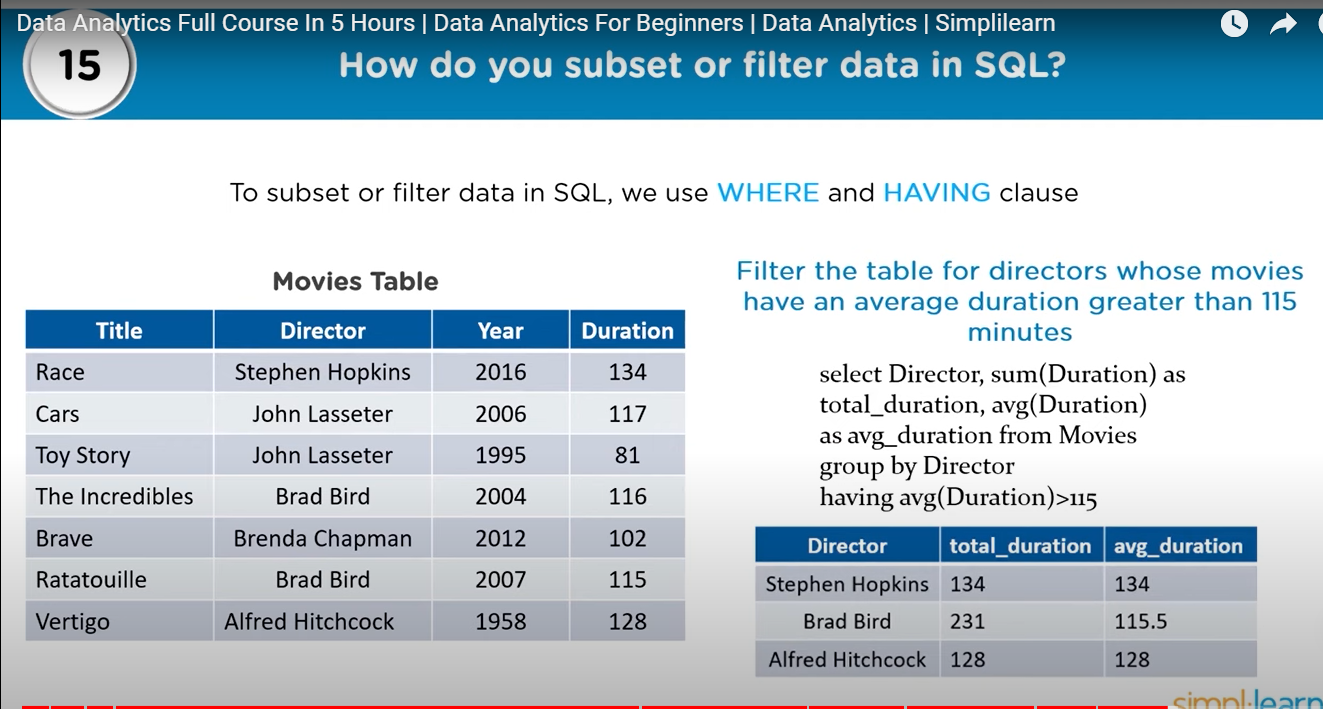 Data Analytics Full Course In 5 Hours | Data Analytics For Beginners | Data Analytics | Simplilearn
15
How do you subset or filter data in SQL?
To subset or filter data in SQL, we use WHERE and HAVING clause
Movies Table
Title Director Year Duration
Race Stephen Hopkins 2016 134
Cars John Lasseter 2006 117
Toy Story John Lasseter 1995 81
The Incredibles Brad Bird 2004 116
Brave Brenda Chapman 2012 102
Ratatouille Brad Bird 2007 115
Vertigo Alfred Hitchcock 1958 128
Filter the table for directors whose movies
have an average duration greater than 115
minutes
select Director, sum(Duration) as
total_duration, avg(Duration)
as avg_duration from Movies
group by Director
having avg(Duration)>115
Director total_duration avg_duration
Stephen Hopkins 134 134
Brad Bird 231 115.5
Alfred Hitchcock 128 128
simplilearn